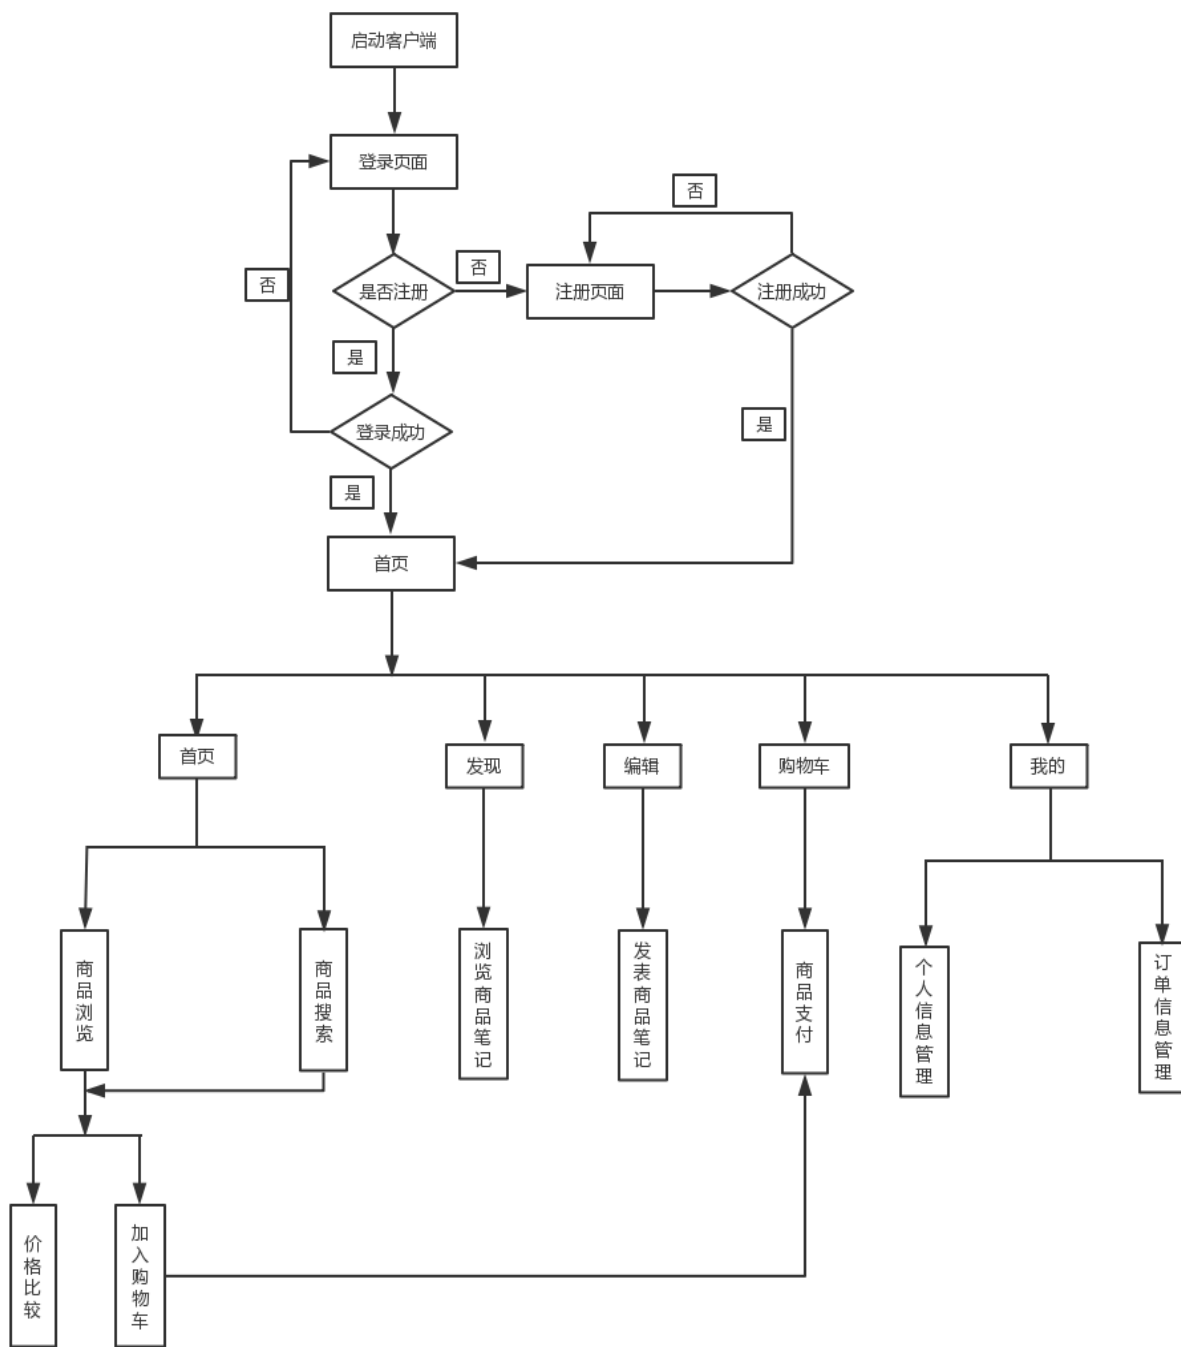 启动客户端
登录页面
否
否
否
是否注册
注册页面
注册成功
是
登录成功
是
是
首页
首页
发现
编辑
购物车
我的
商品浏览
商品搜索
浏览商品笔记
发表商品笔记
商品支付
个人信息管理
订单信息管理
价格比较
加入购物车